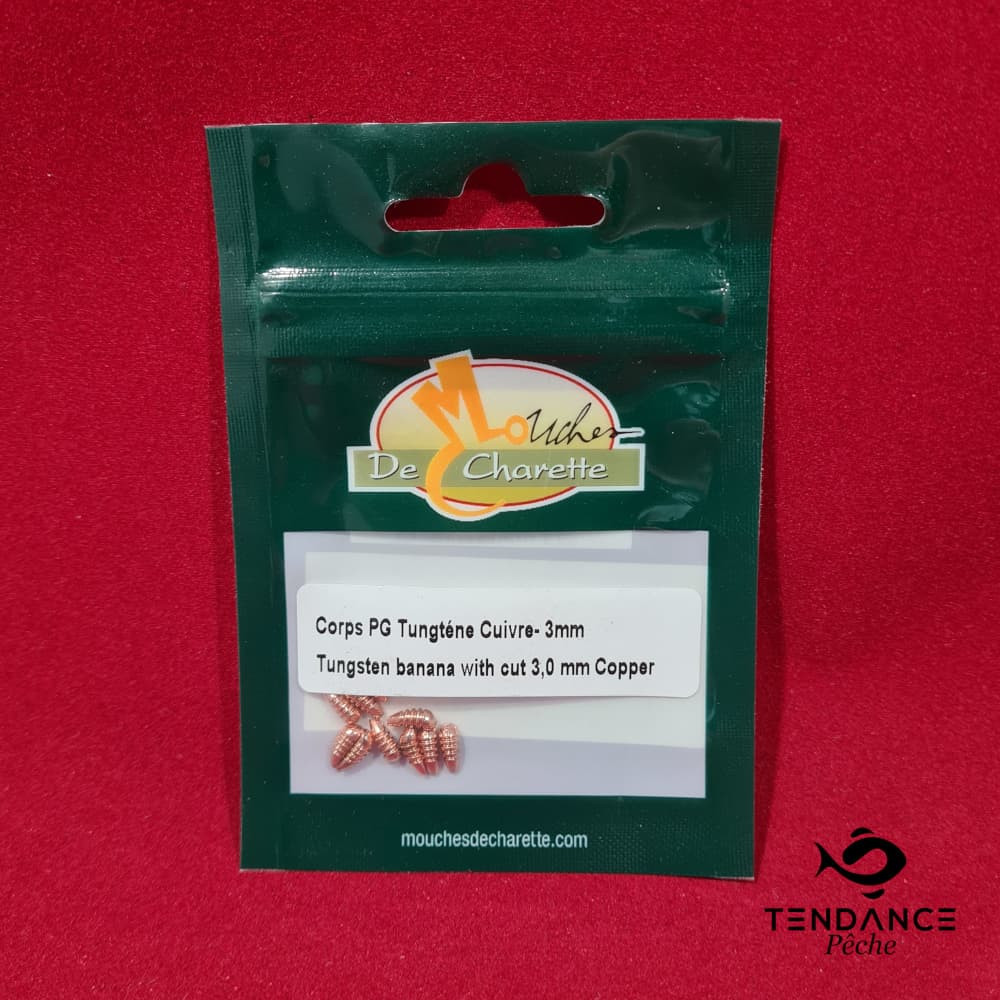 Mouches
De Charette
Corps PG Tungténe Cuivre- 3mm
Tungsten banana with cut 3,0 mm Copper
mouchesdecharette.com
TENDANCE
Pêche